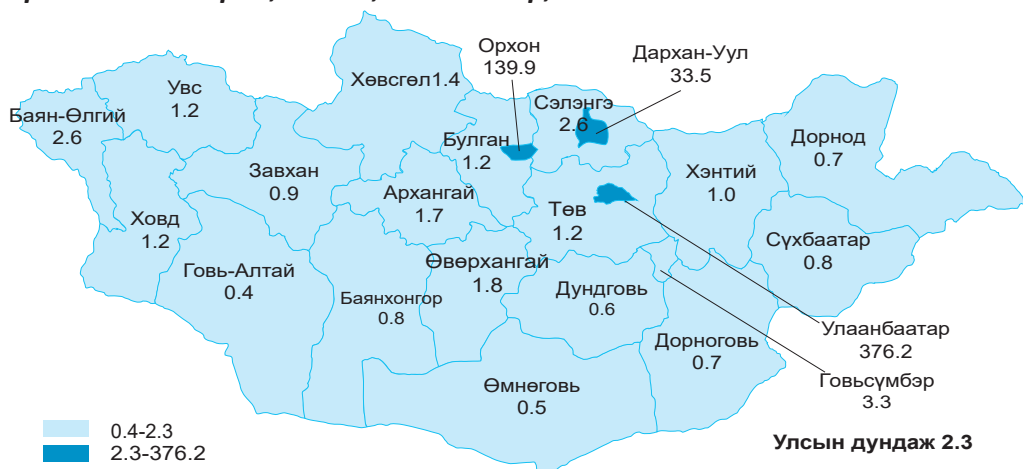 Орхон
139.9
Дархан-Уул
33.5
Хөвсгөл1.4
Увс
1.2
Баян-Өлгий
2.6
Сэлэнгэ
2.6
Булган
1.2
Дорнод
0.7
Завхан
0.9
Хэнтий
1.0
Архангай
1.7
Ховд
1.2
Төв
1.2
Сүхбаатар
0.8
Говь-Алтай
0.4
Өвөрхангай
1.8
Баянхонгор
0.8
Дундговь
0.6
Улаанбаатар
376.2
Дорноговь
0.7
Говьсүмбэр
3.3
Өмнөговь
0.5
0.4-2.3
2.3-376.2
Улсын дундаж 2.3